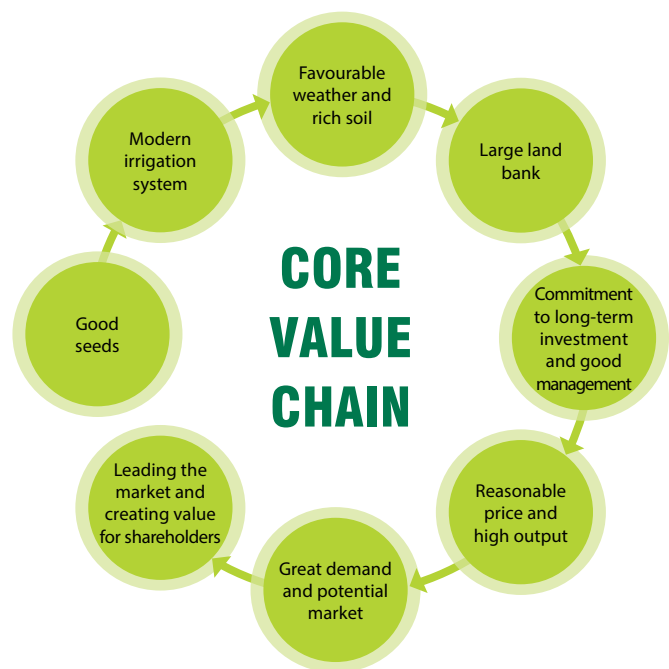 Favourable
weather and
rich soil
Modern
irrigation
system
Large land
bank
CORE
VALUE
CHAIN
Good
seeds
Commitment
to long-term
investment
and good
management
Leading the
market and
creating value
for shareholders
Reasonable
price and
high output
Great demand
and potential
market